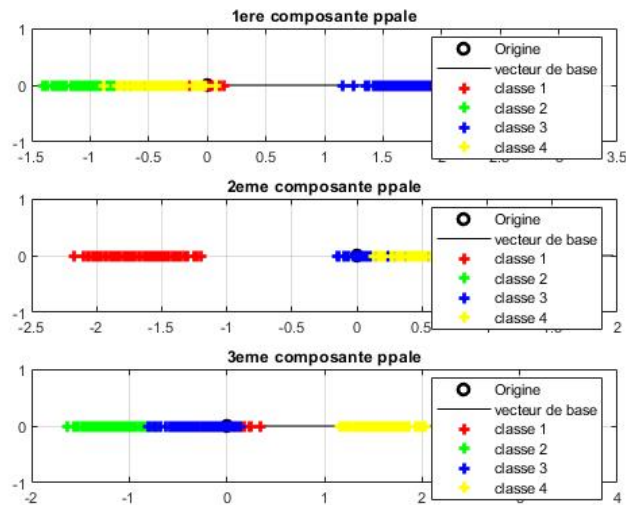 1ere composante ppale
1
0
-1
-1.5 -1 -0.5 0 0.5 1 1.5 2 3.5
Origine
vecteur de base
classe 1
classe 2
classe 3
classe 4
2eme composante ppale
1
0
-1
-2.5 -2 -1.5 -1 -0.5 0 0.5 2
Origine
vecteur de base
classe 1
classe 2
classe 3
classe 4
3eme composante ppale
1
0
-1
-2 -1 0 1 2 4
Origine
vecteur de base
classe 1
classe 2
classe 3
classe 4